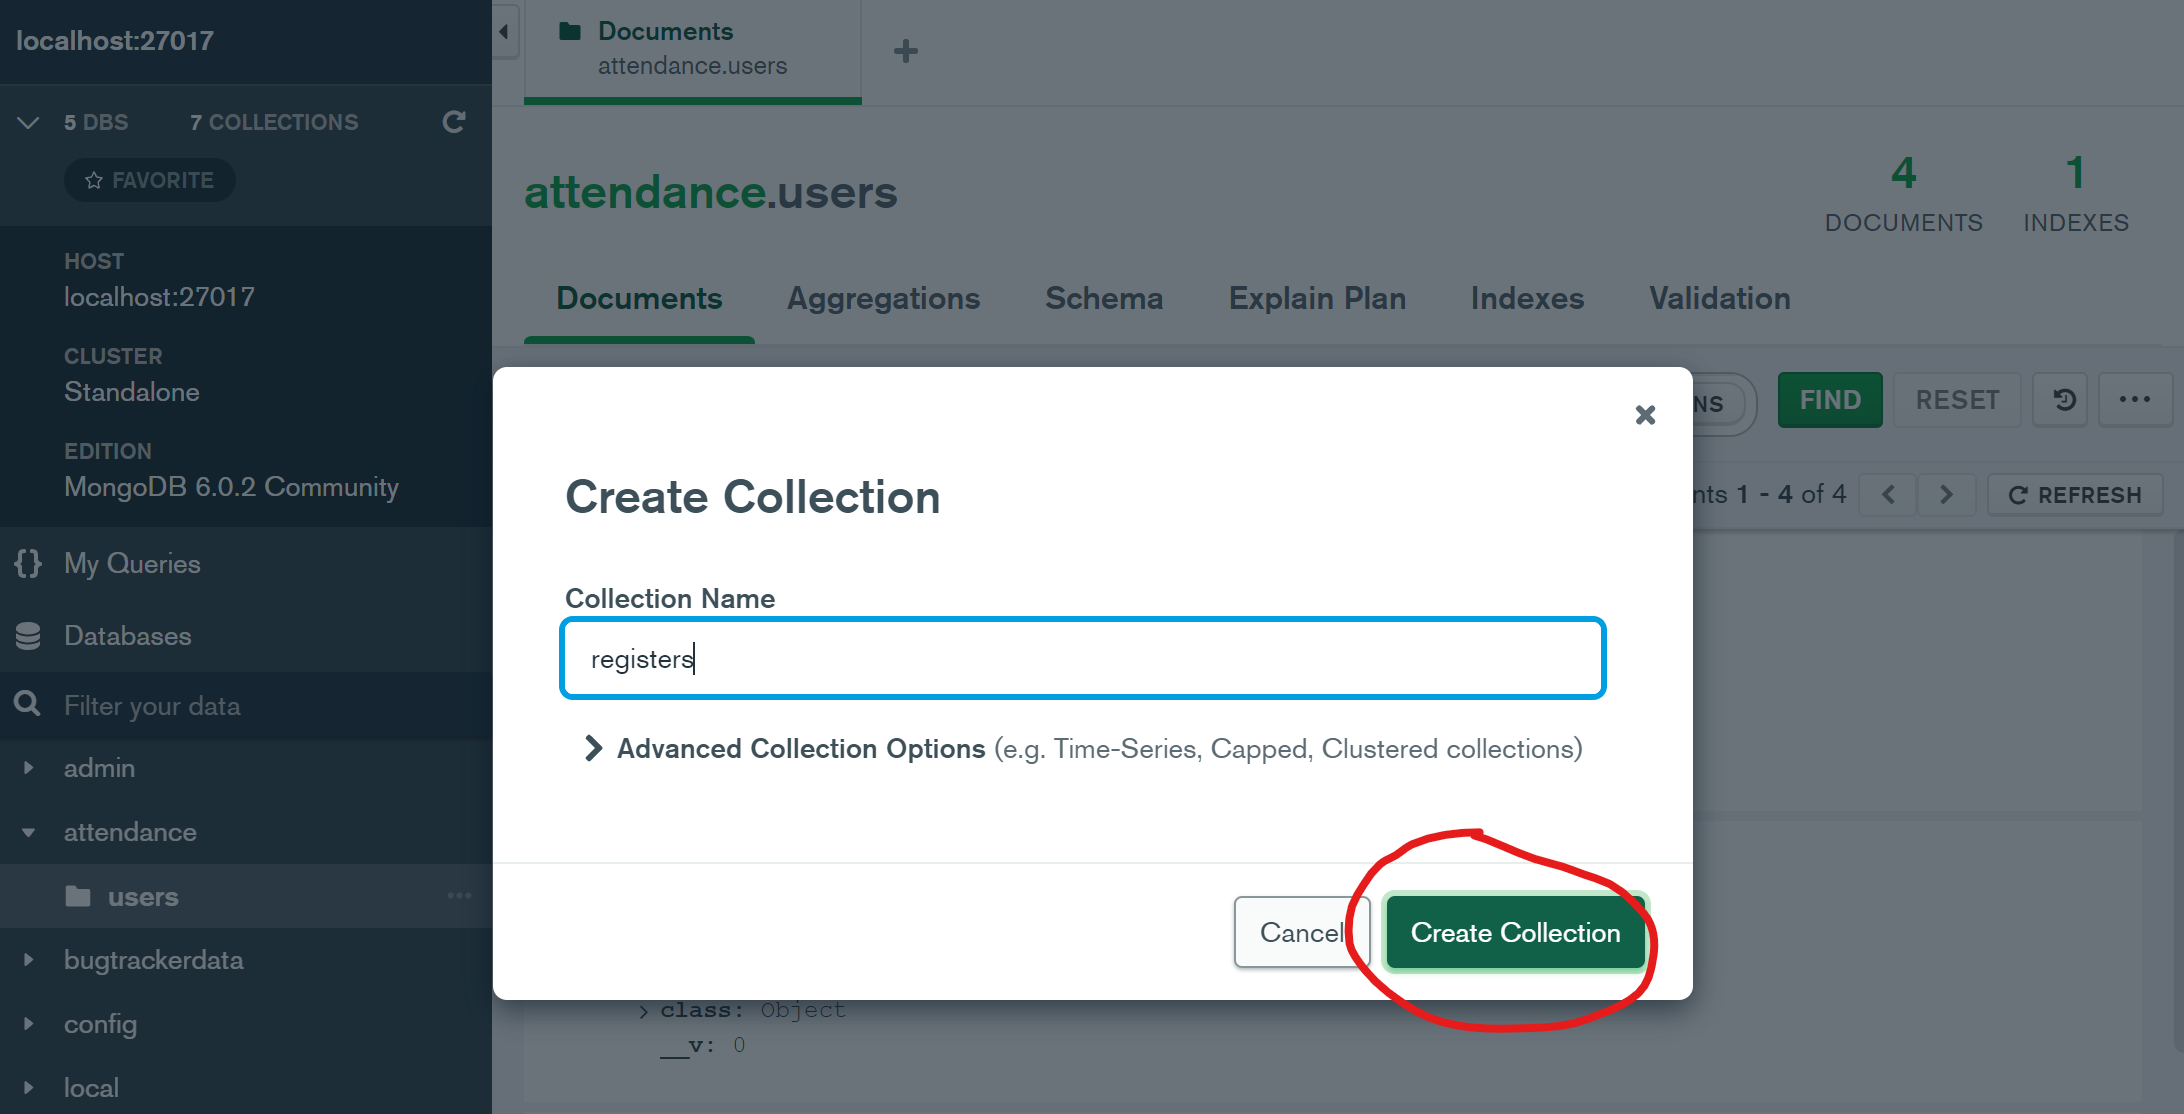 localhost:27017
5 DBS 7 COLLECTIONS
FAVORITE
HOST
localhost:27017
CLUSTER
Standalone
EDITION
MongoDB 6.0.2 Community
{} My Queries
Databases
Filter your data
admin
attendance
users
bugtrackerdata
config
local
Documents
attendance.users
attendance.users
4
DOCUMENTS
1
INDEXES
Documents Aggregations Schema Explain Plan Indexes Validation
NS FIND RESET
nts 1 - 4 of 4 REFRESH
Create Collection
Collection Name
registers
Advanced Collection Options (e.g. Time-Series, Capped, Clustered collections)
Cancel Create Collection
class: Object
__v: 0